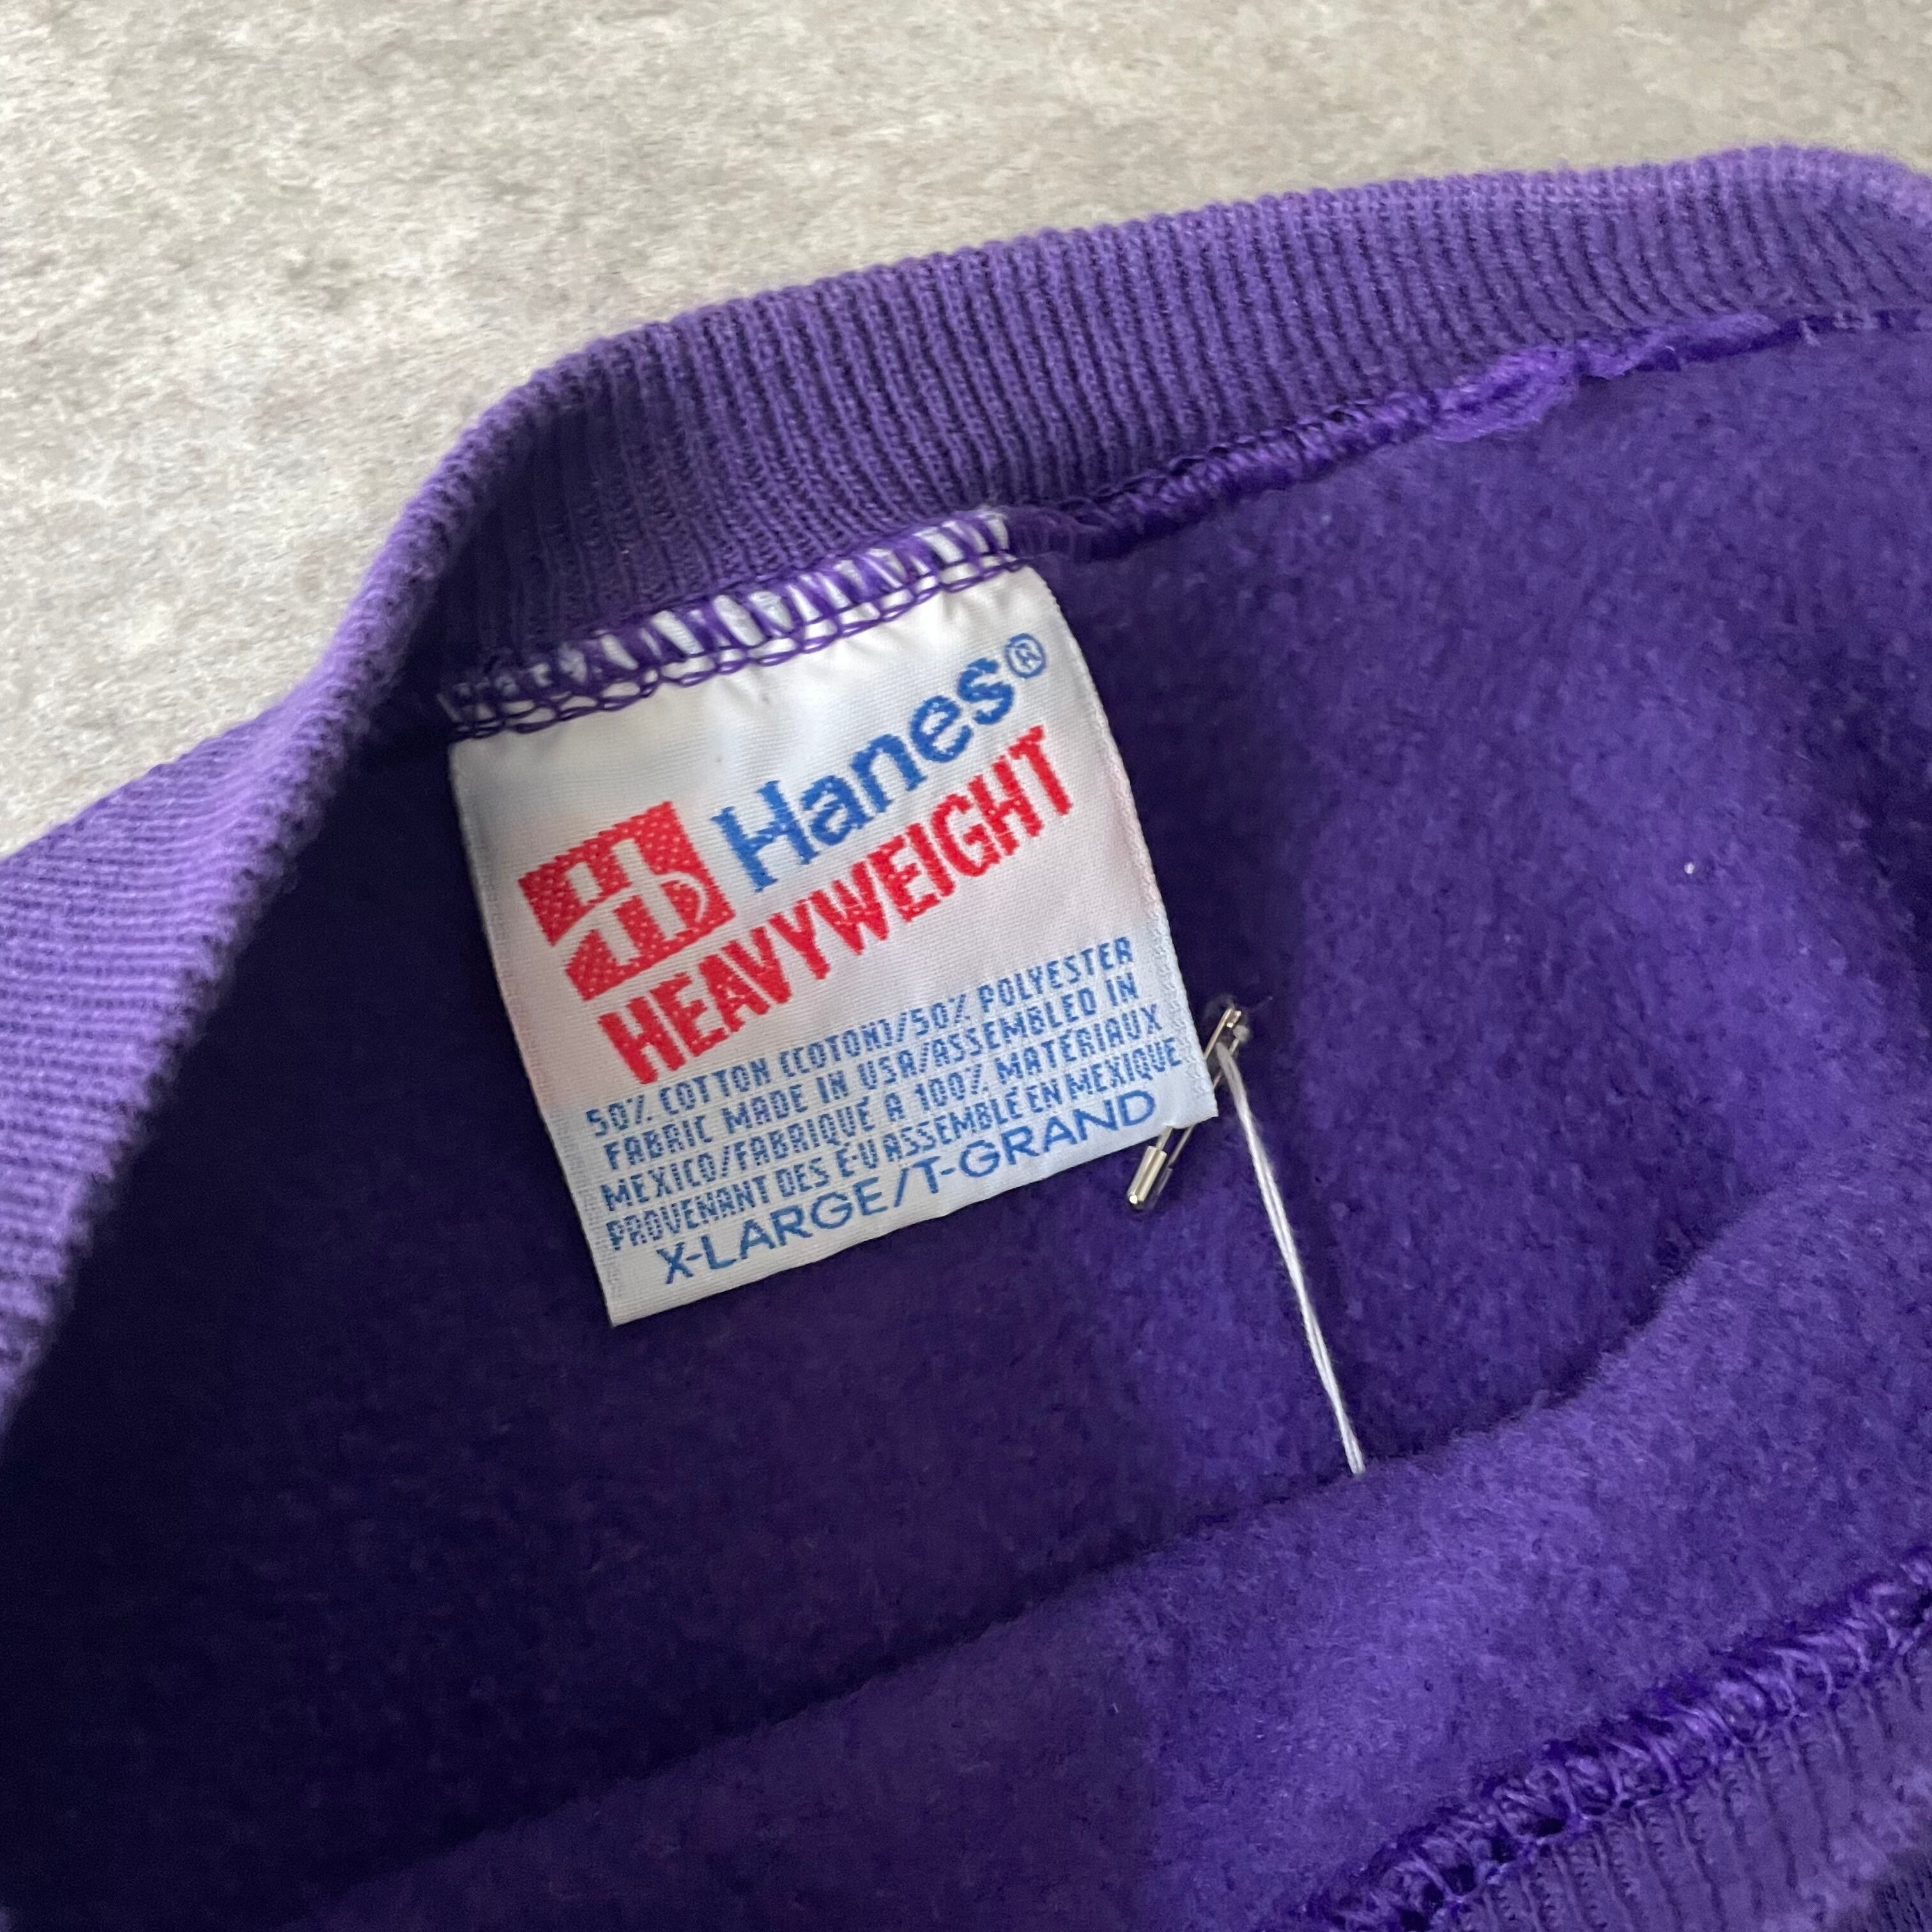 Hanes®
HEAVYWEIGHT
50% COTTON (COTON)/50% POLYESTER
FABRIC MADE IN USA/ASSEMBLED IN
MEXICO/FABRIQUÉ A 100% MATÉRIAUX
PROVENANT DES E-U ASSEMBLÉ EN MEXIQUE
X-LARGE/T-GRAND